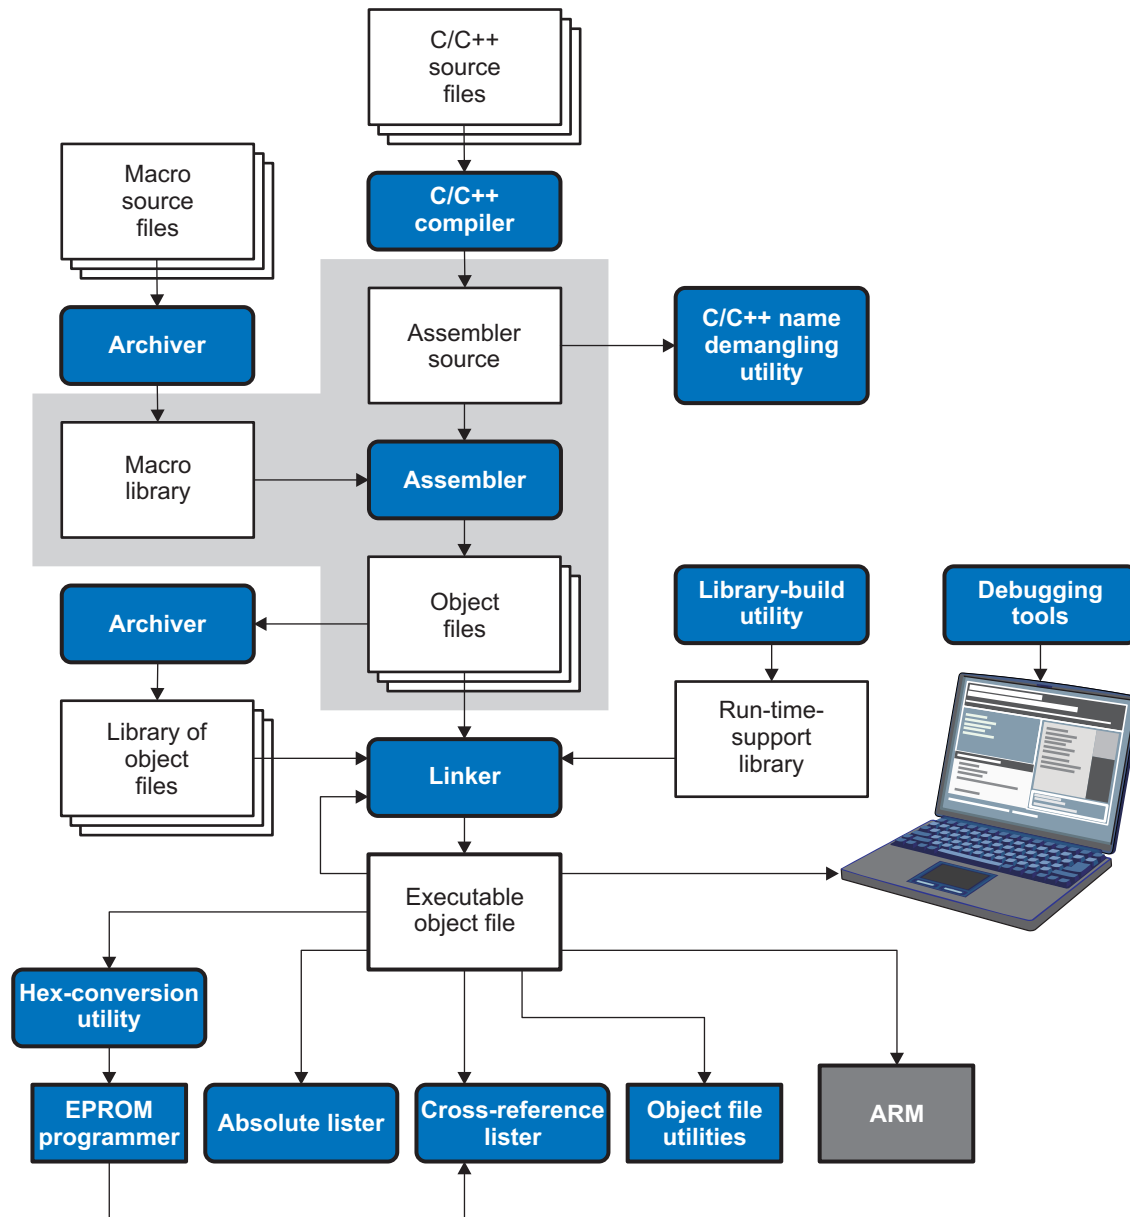 C/C++
source
files
Macro
source
files
C/C++
compiler
Archiver
Assembler
source
C/C++ name
demangling
utility
Macro
library
Assembler
Archiver
Object
files
Library-build
utility
Debugging
tools
Library of
object
files
Linker
Run-time-
support
library
Executable
object file
Hex-conversion
utility
EPROM
programmer
Absolute lister
Cross-reference
lister
Object file
utilities
ARM